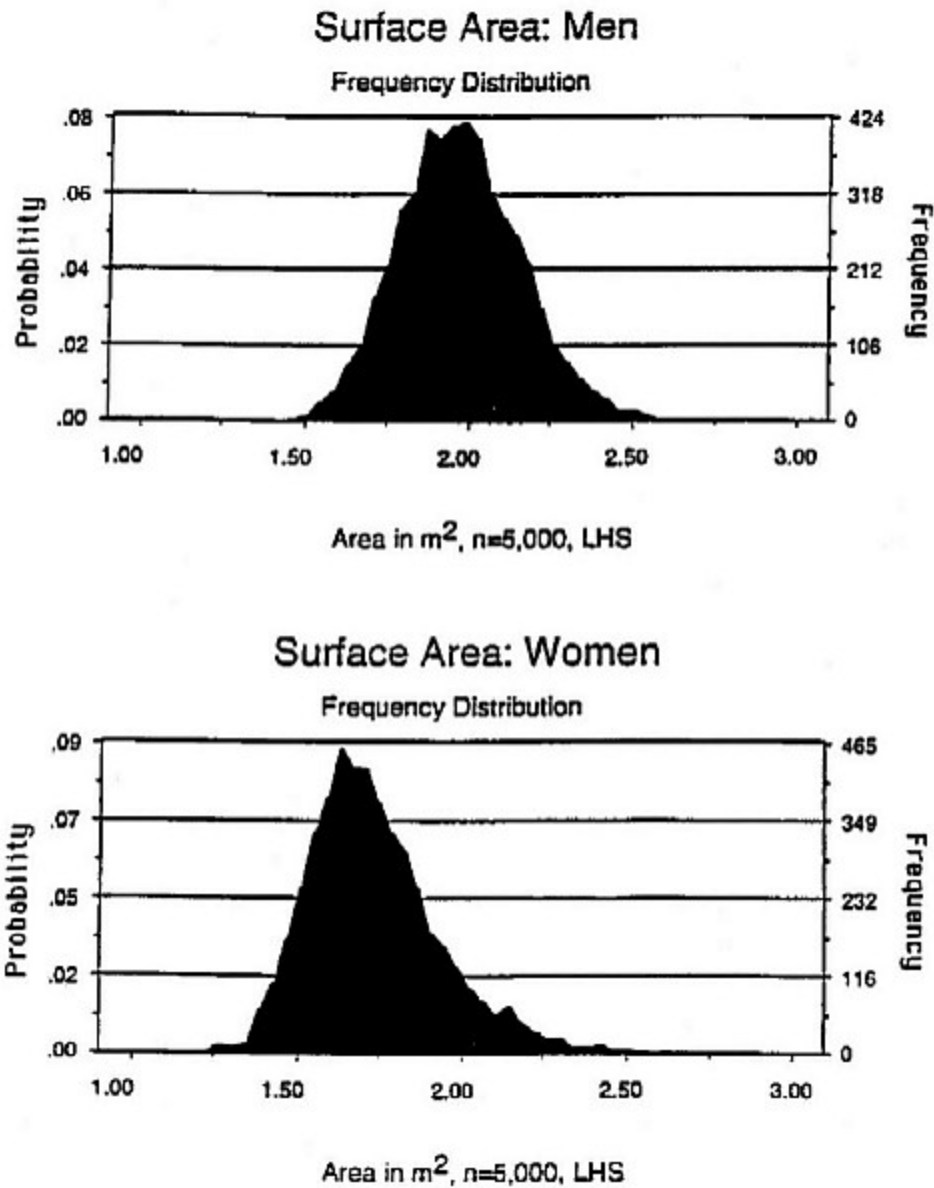 Surface Area: Men
Frequency Distribution
.08
.06
.04
.02
.00
Probability
424
318
212
106
0
Frequency
1.00 1.50 2.00 2.50 3.00
Area in m², n=5,000, LHS
Surface Area: Women
Frequency Distribution
.09
.07
.05
.02
.00
Probability
465
349
232
116
0
Frequency
1.00 1.50 2.00 2.50 3.00
Area in m², n=5,000, LHS